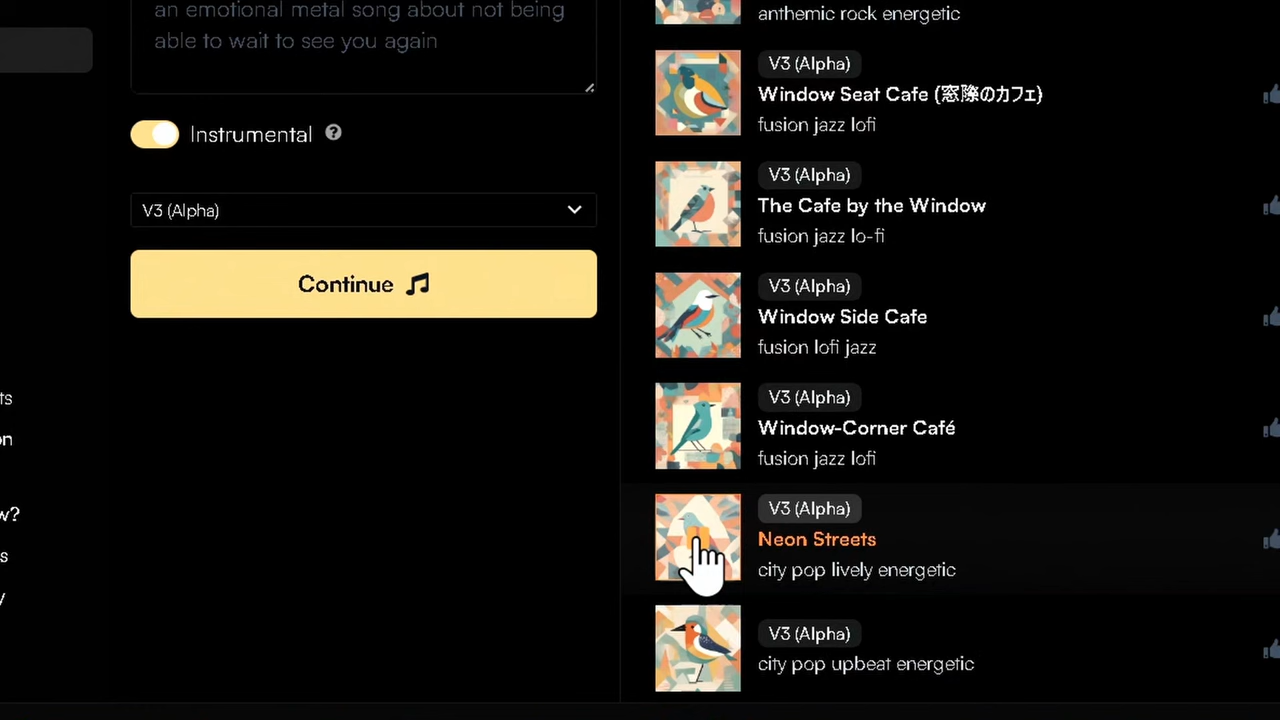 an emotional metal song about not being
able to wait to see you again
Instrumental ?
V3 (Alpha)
Continue
ts
on
w?
s
y
anthemic rock energetic
V3 (Alpha)
Window Seat Cafe (窓際のカフェ)
fusion jazz lofi
V3 (Alpha)
The Cafe by the Window
fusion jazz lo-fi
V3 (Alpha)
Window Side Cafe
fusion lofi jazz
V3 (Alpha)
Window-Corner Café
fusion jazz lofi
V3 (Alpha)
Neon Streets
city pop lively energetic
V3 (Alpha)
city pop upbeat energetic